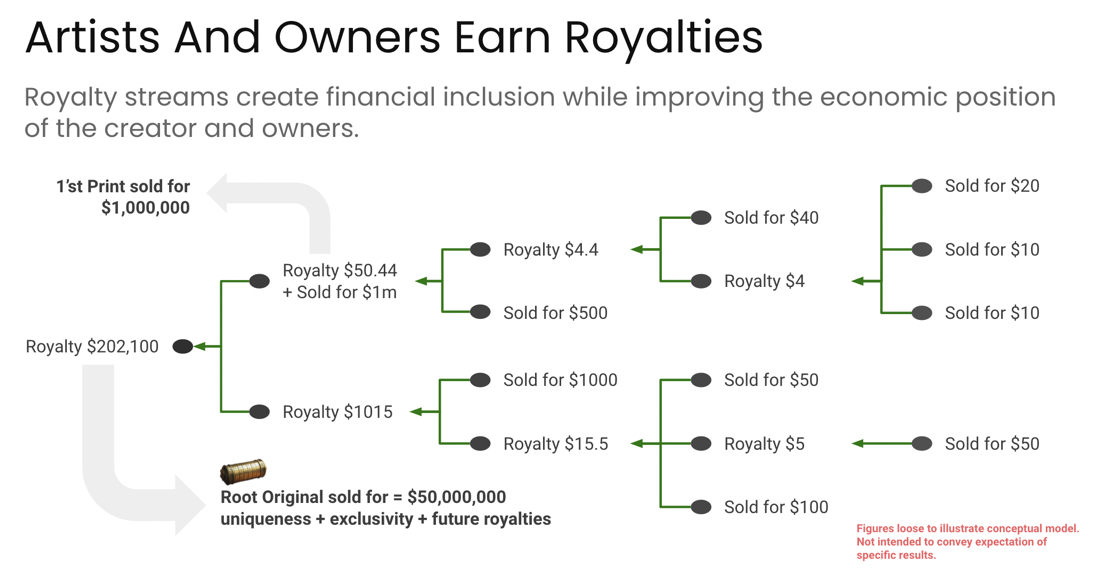 Artists And Owners Earn Royalties
Royalty streams create financial inclusion while improving the economic position
of the creator and owners.
1’st Print sold for
$1,000,000
Royalty $50.44
+ Sold for $1m
Royalty $4.4
Sold for $500
Sold for $40
Royalty $4
Sold for $20
Sold for $10
Sold for $10
Royalty $202,100
Royalty $1015
Sold for $1000
Royalty $15.5
Sold for $50
Royalty $5
Sold for $100
Sold for $50
Root Original sold for = $50,000,000
uniqueness + exclusivity + future royalties
Figures loose to illustrate conceptual model.
Not intended to convey expectation of
specific results.